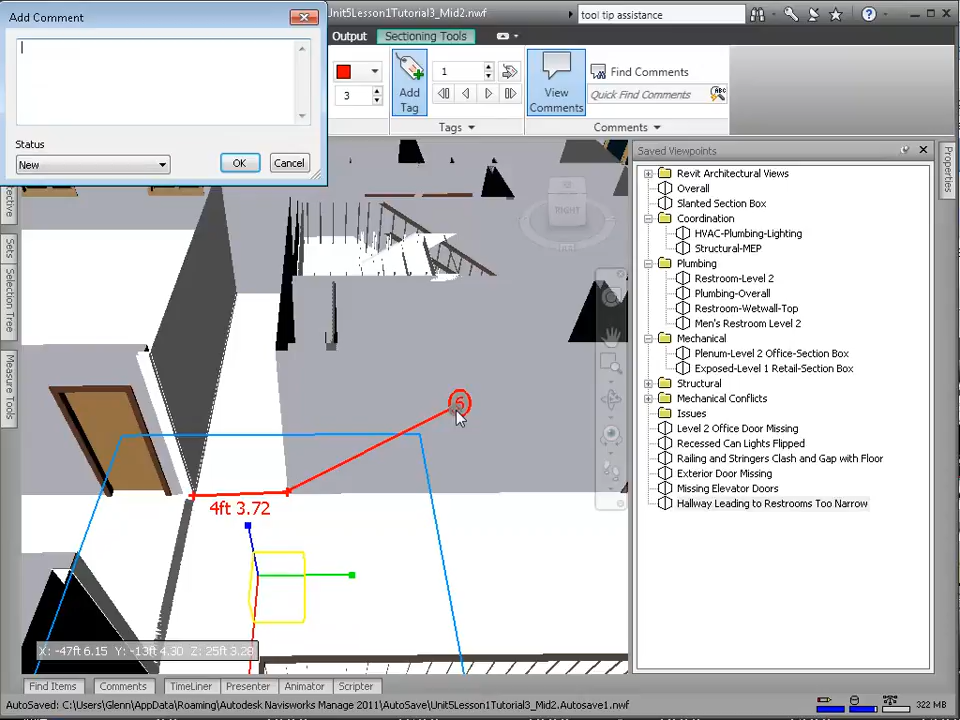 Add Comment
Unit5Lesson1Tutorial3_Mid2.nwf
tool tip assistance
Output
Sectioning Tools
3
Add Tag
1
Tags
View Comments
Find Comments
Quick Find Comments
ABC
Comments
Status
New
OK
Cancel
Sets
Selection Tree
Measure Tools
RIGHT
6
4ft 3.72
X: -47ft 6.15 Y: -13ft 4.30 Z: 25ft 3.28
Saved Viewpoints
Properties
Revit Architectural Views
Overall
Slanted Section Box
Coordination
HVAC-Plumbing-Lighting
Structural-MEP
Plumbing
Restroom-Level 2
Plumbing-Overall
Restroom-Wetwall-Top
Men's Restroom Level 2
Mechanical
Plenum-Level 2 Office-Section Box
Exposed-Level 1 Retail-Section Box
Structural
Mechanical Conflicts
Issues
Level 2 Office Door Missing
Recessed Can Lights Flipped
Railing and Stringers Clash and Gap with Floor
Exterior Door Missing
Missing Elevator Doors
Hallway Leading to Restrooms Too Narrow
Find Items
Comments
TimeLiner
Presenter
Animator
Scripter
AutoSaved: C:\Users\Glenn\AppData\Roaming\Autodesk Navisworks Manage 2011\AutoSave\Unit5Lesson1Tutorial3_Mid2.Autosave1.nwf
322 MB